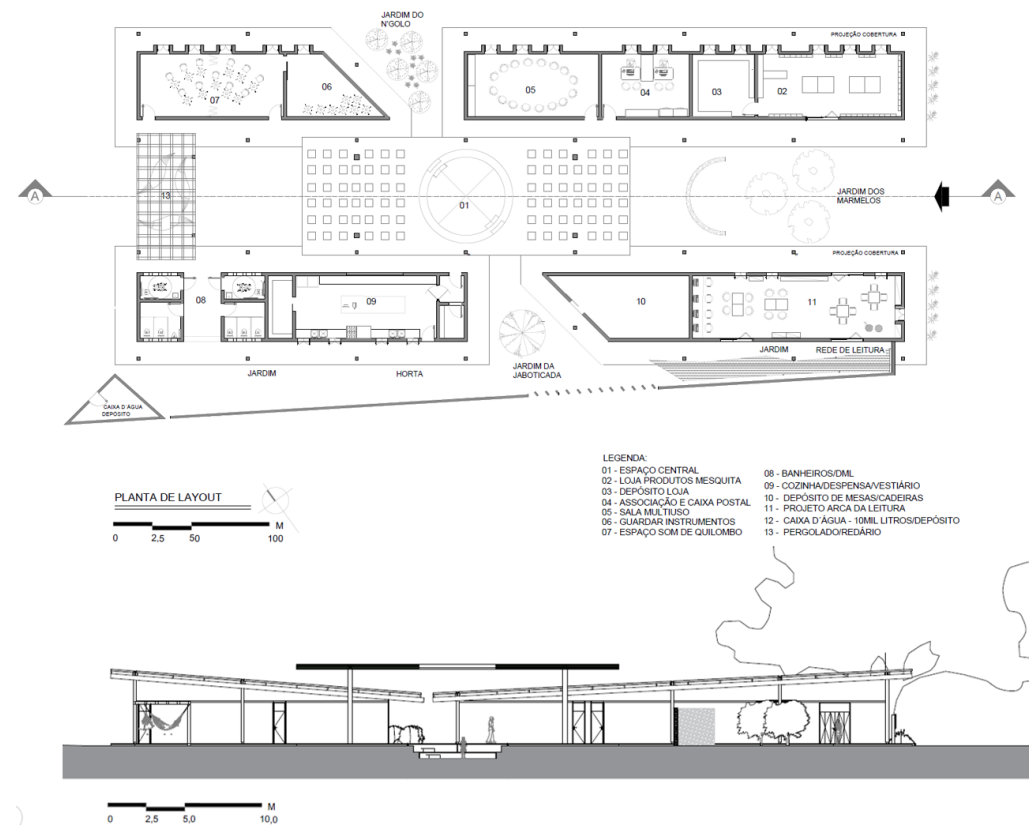 JARDIM DO
N'GOLO
PROJEÇÃO COBERTURA
07
06
05
04
03
02
13
01
A
A
JARDIM DOS
MARMELOS
PROJEÇÃO COBERTURA
08
09
10
11
JARDIM
HORTA
JARDIM DA
JABOTICADA
JARDIM
REDE DE LEITURA
CAIXA D'ÁGUA
DEPÓSITO
LEGENDA:
01 - ESPAÇO CENTRAL
02 - LOJA PRODUTOS MESQUITA
03 - DEPÓSITO LOJA
04 - ASSOCIAÇÃO E CAIXA POSTAL
05 - SALA MULTIUSO
06 - GUARDAR INSTRUMENTOS
07 - ESPAÇO SOM DE QUILOMBO
08 - BANHEIROS/DML
09 - COZINHA/DESPENSA/VESTIÁRIO
10 - DEPÓSITO DE MESAS/CADEIRAS
11 - PROJETO ARCA DA LEITURA
12 - CAIXA D'ÁGUA - 10MIL LITROS/DEPÓSITO
13 - PERGOLADO/REDÁRIO
PLANTA DE LAYOUT
M
0 2,5 50 100
M
0 2,5 5,0 10,0